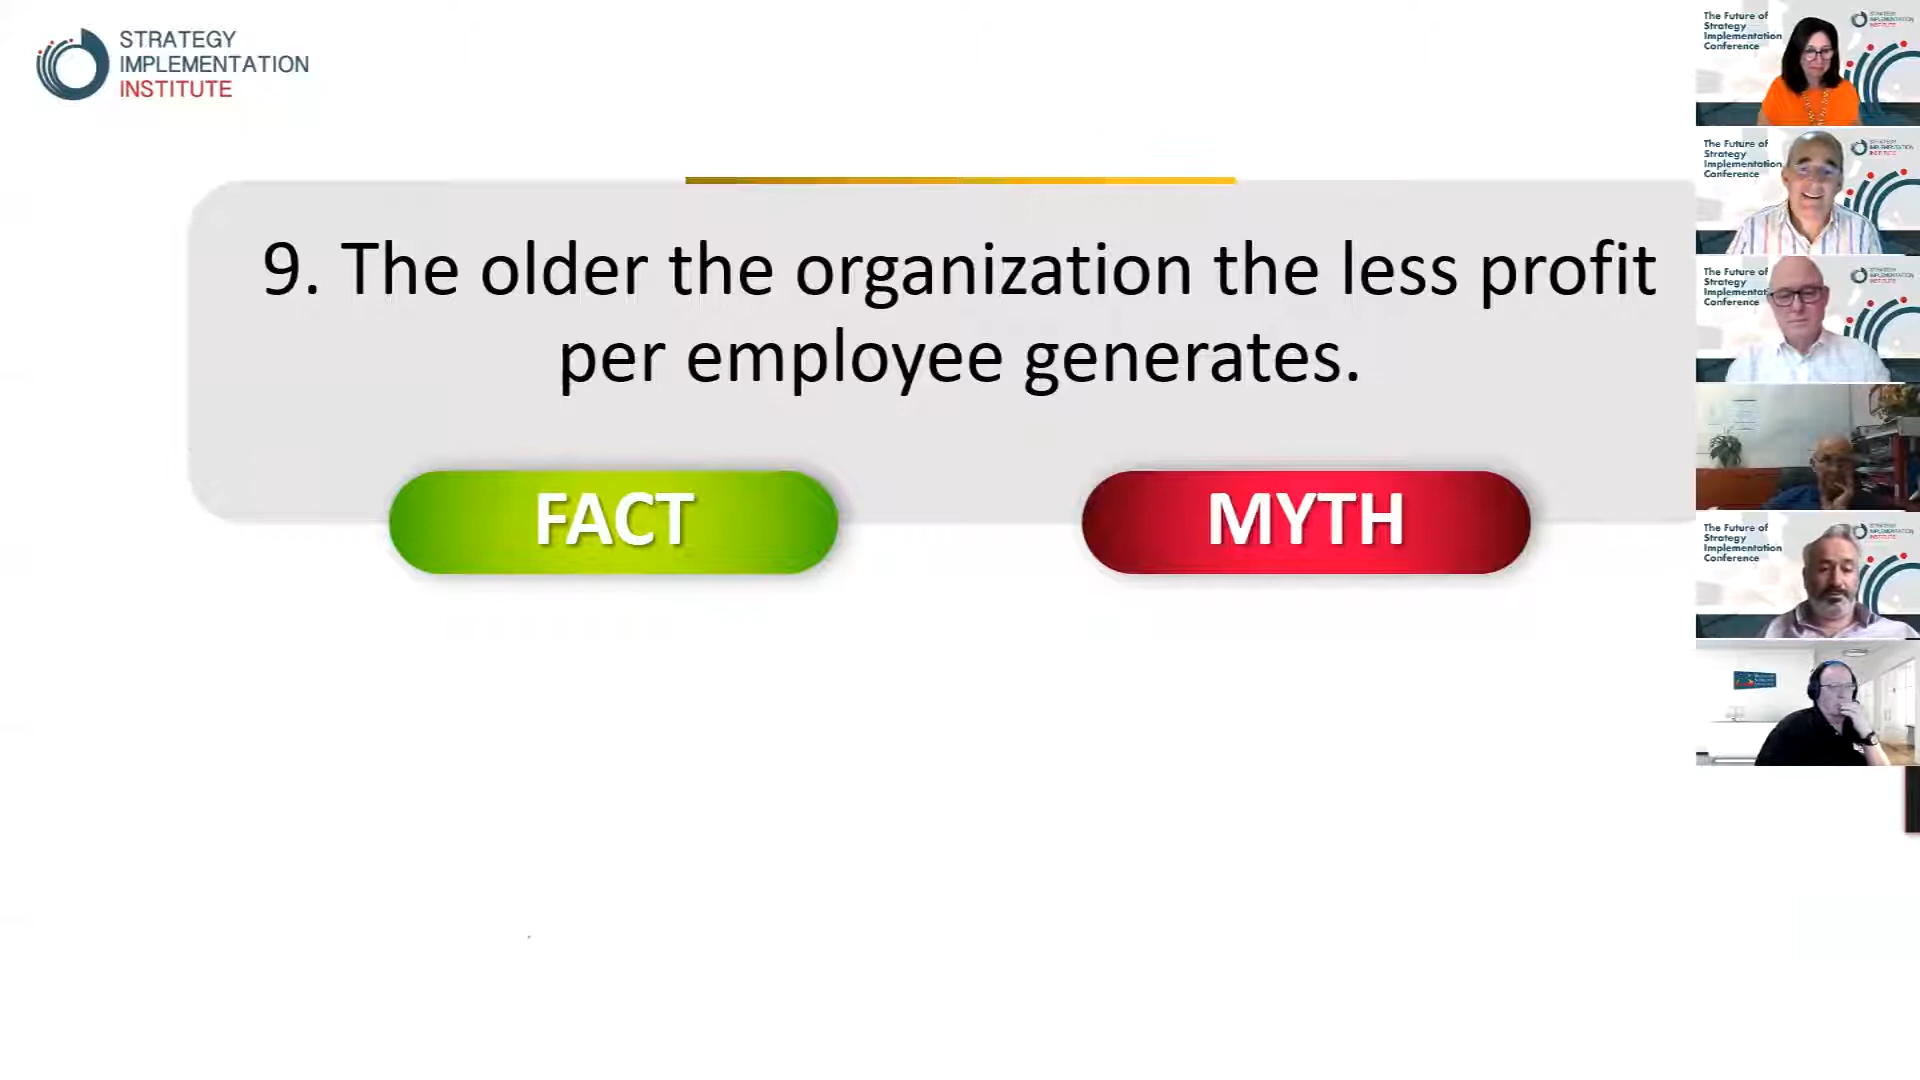 STRATEGY
IMPLEMENTATION
INSTITUTE
9. The older the organization the less profit
per employee generates.
FACT
MYTH
The Future of
Strategy
Implementation
Conference
The Future of
Strategy
Implementation
Conference
The Future of
Strategy
Conference
The Future of
Strategy
Implementation
Conference